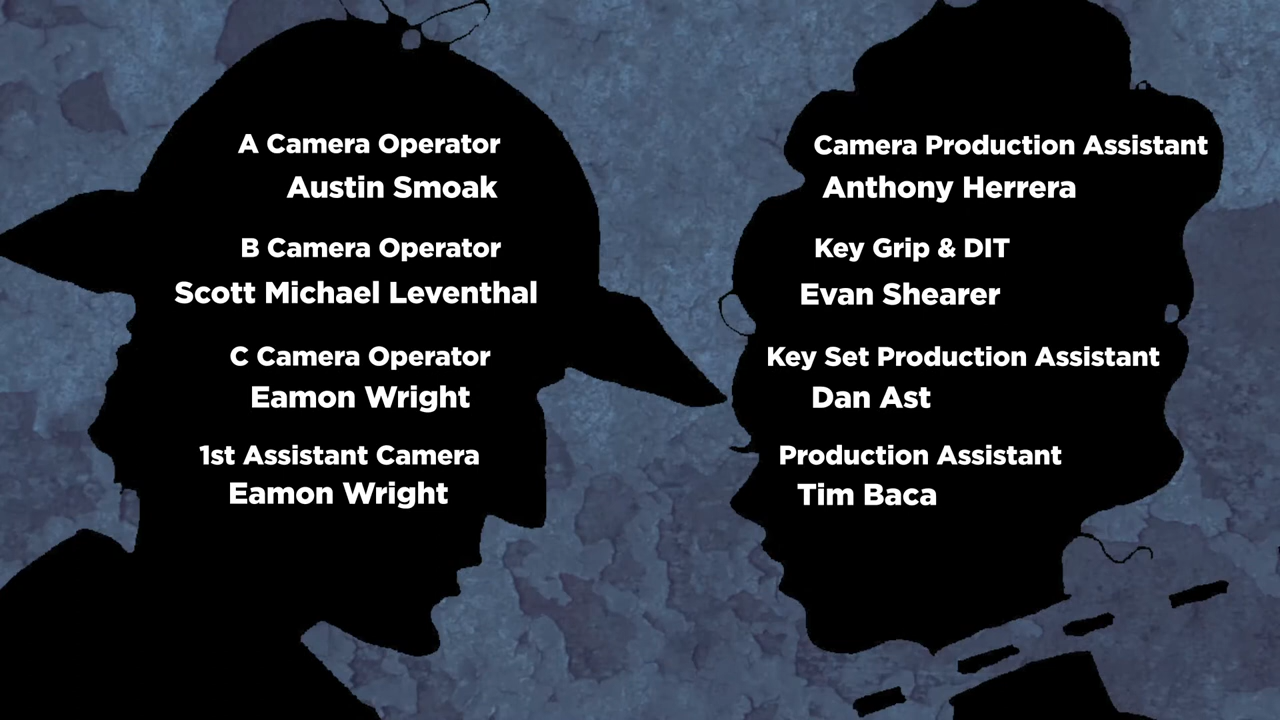 A Camera Operator
Austin Smoak
B Camera Operator
Scott Michael Leventhal
C Camera Operator
Eamon Wright
1st Assistant Camera
Eamon Wright
Camera Production Assistant
Anthony Herrera
Key Grip & DIT
Evan Shearer
Key Set Production Assistant
Dan Ast
Production Assistant
Tim Baca